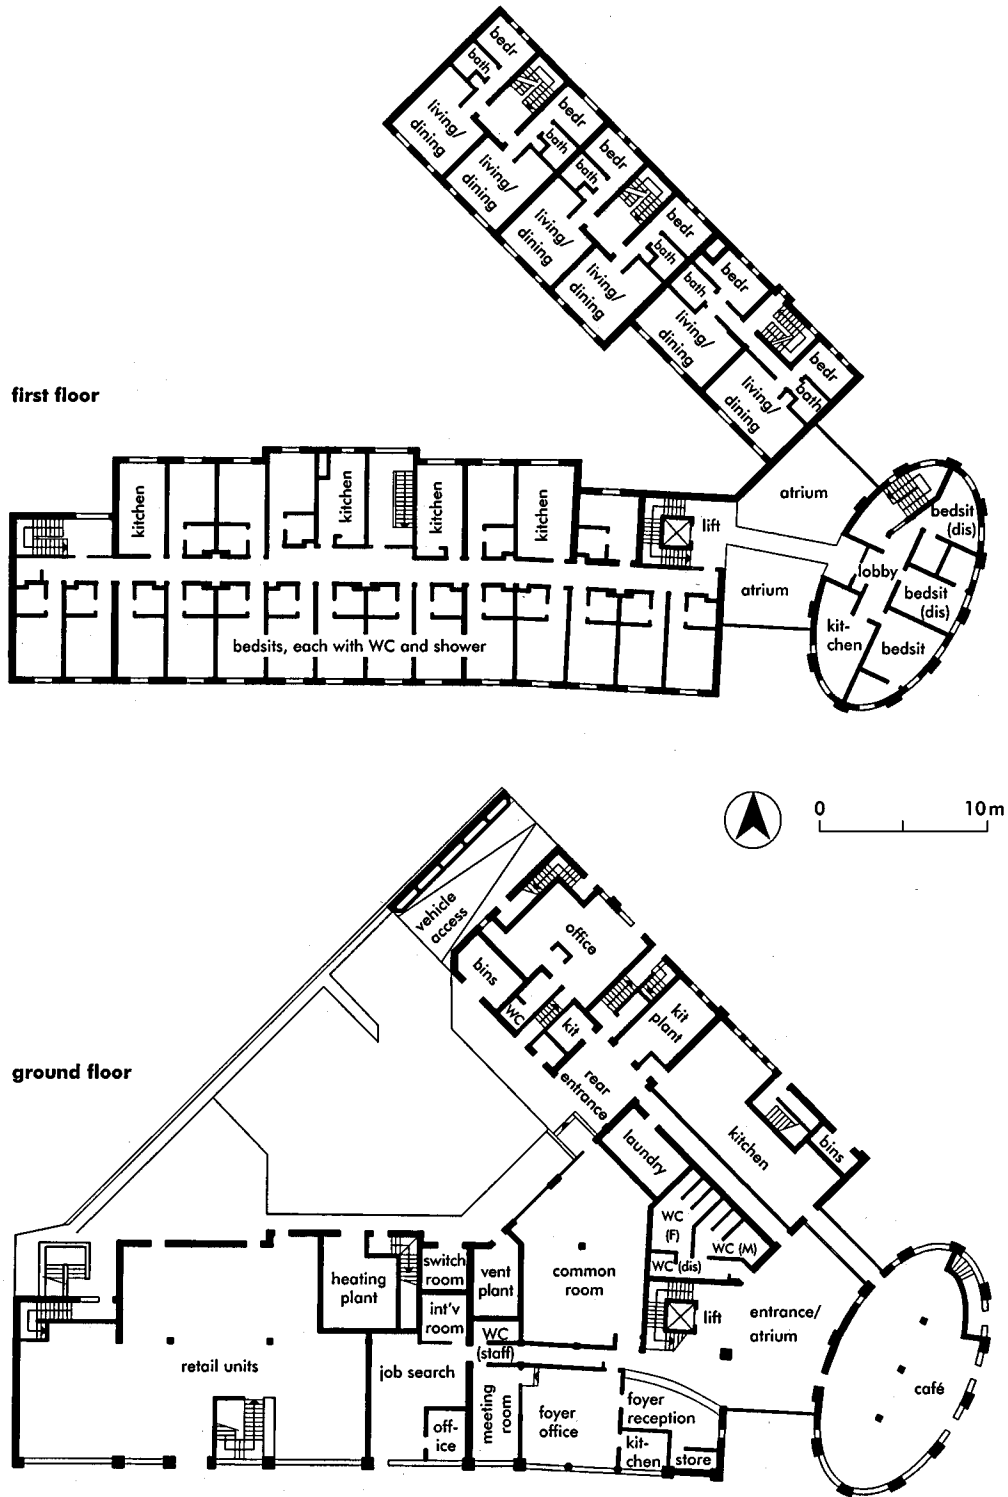 bedr
bath
living/
dining
bedr
bath
living/
dining
bedr
bath
living/
dining
bedr
bath
living/
dining
bedr
bath
living/
dining
bedr
bath
living/
dining
first floor
kitchen
kitchen
kitchen
kitchen
lift
atrium
atrium
bedsit
(dis)
lobby
bedsit
(dis)
kit-
chen
bedsit
bedsits, each with WC and shower
0 10 m
vehicle
access
office
bins
WC
kit
kit
plant
ground floor
rear
entrance
laundry
kitchen
bins
WC
(F)
WC (M)
WC (dis)
switch
room
heating
plant
vent
plant
common
room
int'v
room
lift
entrance/
atrium
WC
(staff)
retail units
job search
café
meeting
room
foyer
office
foyer
reception
off-
ice
kit-
chen
store